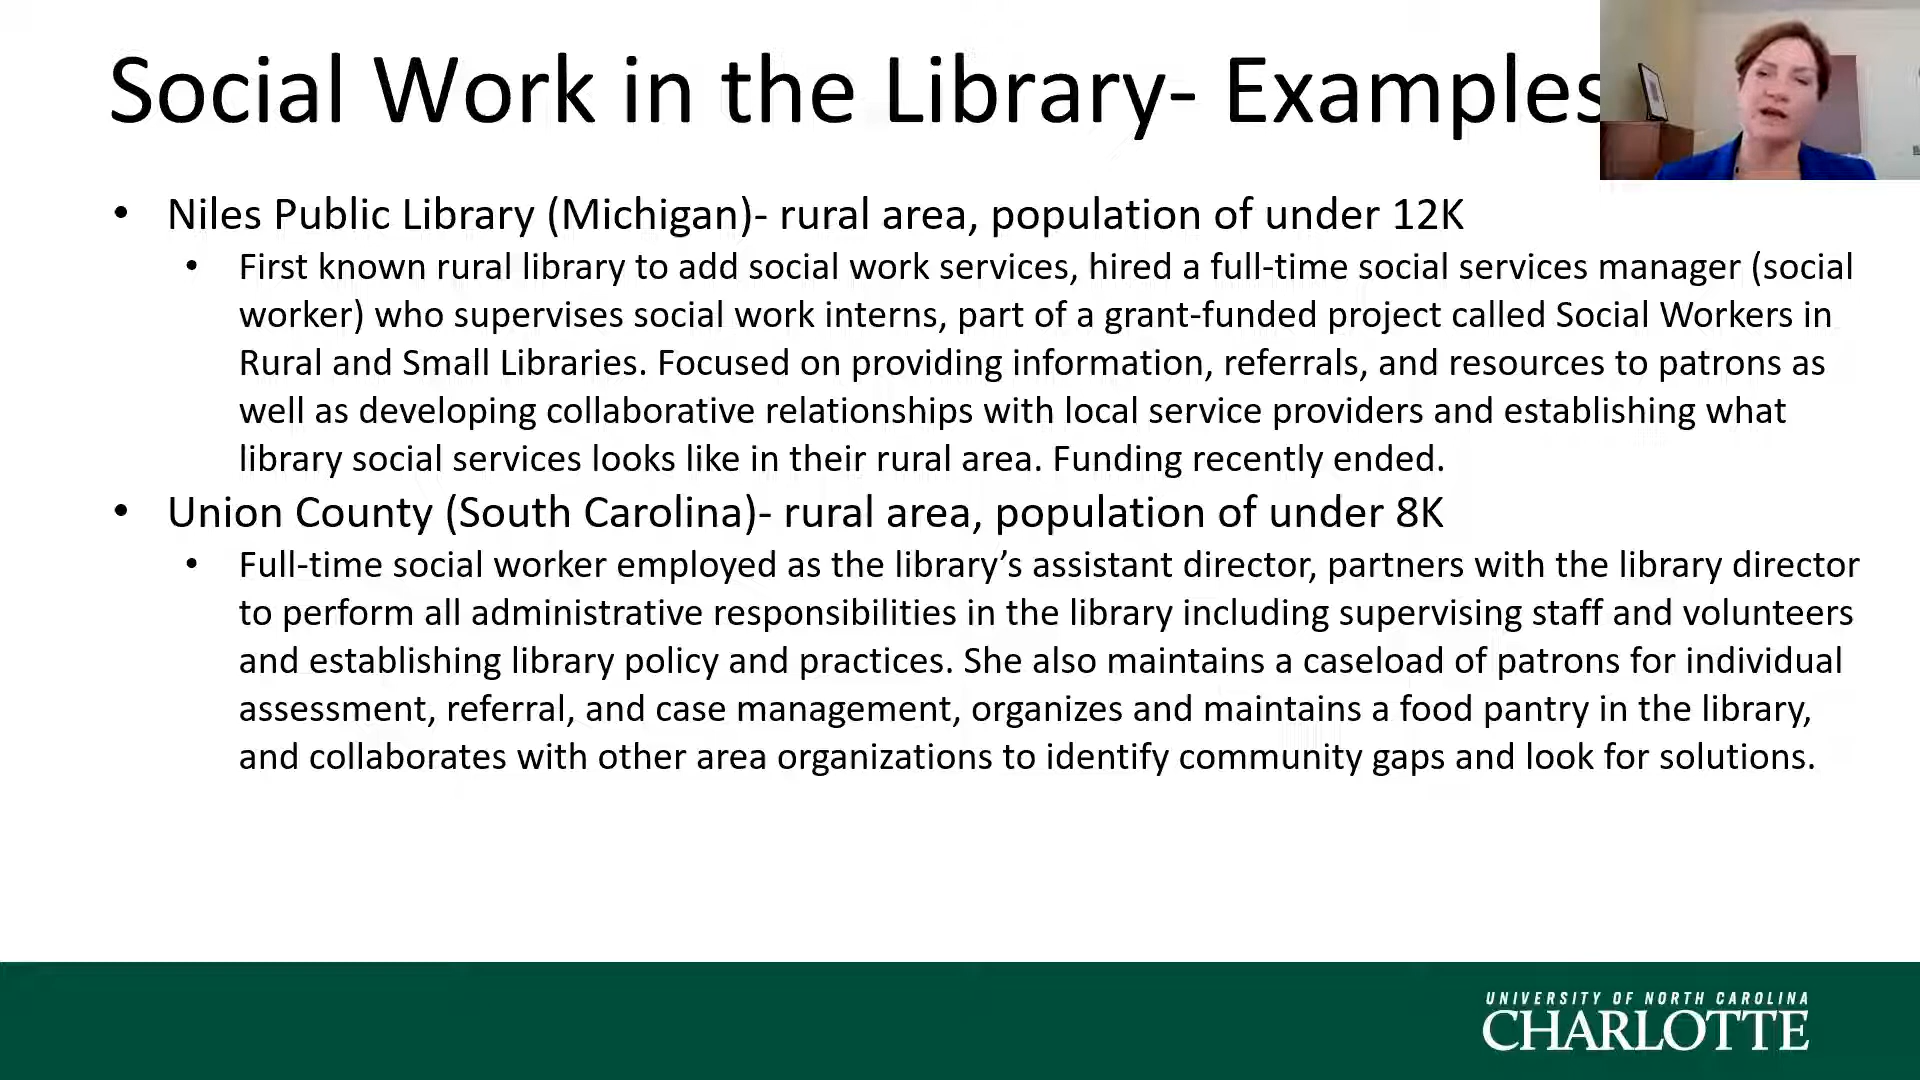 Social Work in the Library- Examples
• Niles Public Library (Michigan)- rural area, population of under 12K
• First known rural library to add social work services, hired a full-time social services manager (social
worker) who supervises social work interns, part of a grant-funded project called Social Workers in
Rural and Small Libraries. Focused on providing information, referrals, and resources to patrons as
well as developing collaborative relationships with local service providers and establishing what
library social services looks like in their rural area. Funding recently ended.
• Union County (South Carolina)- rural area, population of under 8K
• Full-time social worker employed as the library’s assistant director, partners with the library director
to perform all administrative responsibilities in the library including supervising staff and volunteers
and establishing library policy and practices. She also maintains a caseload of patrons for individual
assessment, referral, and case management, organizes and maintains a food pantry in the library,
and collaborates with other area organizations to identify community gaps and look for solutions.
UNIVERSITY OF NORTH CAROLINA
CHARLOTTE